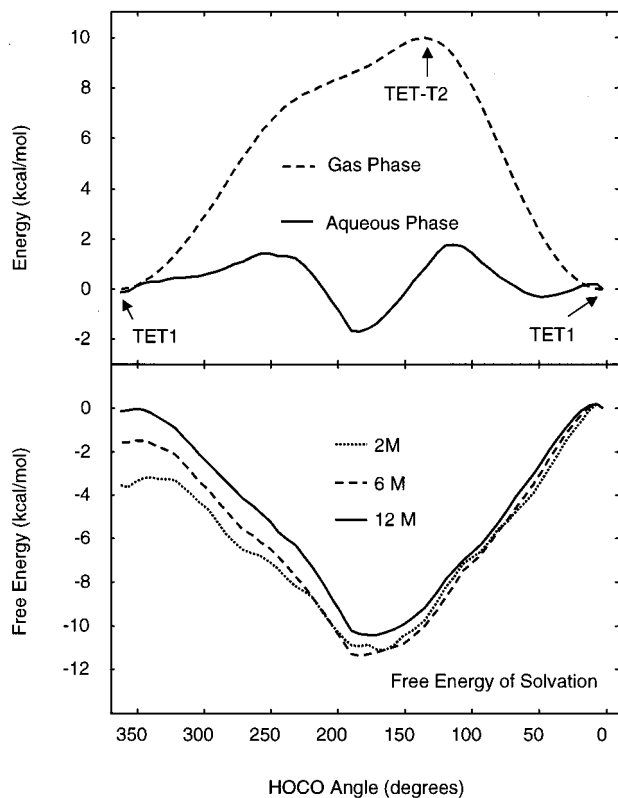 10
8
6
4
2
0
-2
Energy (kcal/mol)
TET-T2
Gas Phase
Aqueous Phase
TET1
TET1
0
-2
-4
-6
-8
-10
-12
Free Energy (kcal/mol)
2M
6 M
12 M
Free Energy of Solvation
350 300 250 200 150 100 50 0
HOCO Angle (degrees)